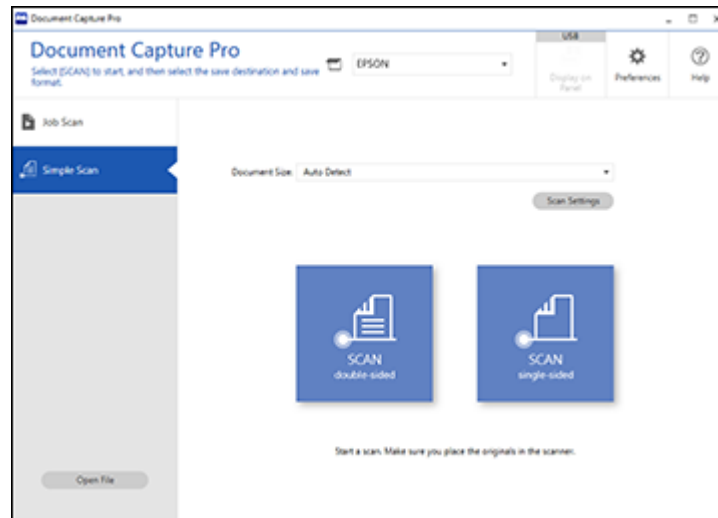 Document Capture Pro
Document Capture Pro
Select [SCAN] to start, and then select the save destination and save
format.
EPSON
USB
Display on
Panel
Preferences
Help
Job Scan
Simple Scan
Document Size:
Auto Detect
Scan Settings
SCAN
double-sided
SCAN
single-sided
Start a scan. Make sure you place the originals in the scanner.
Open File